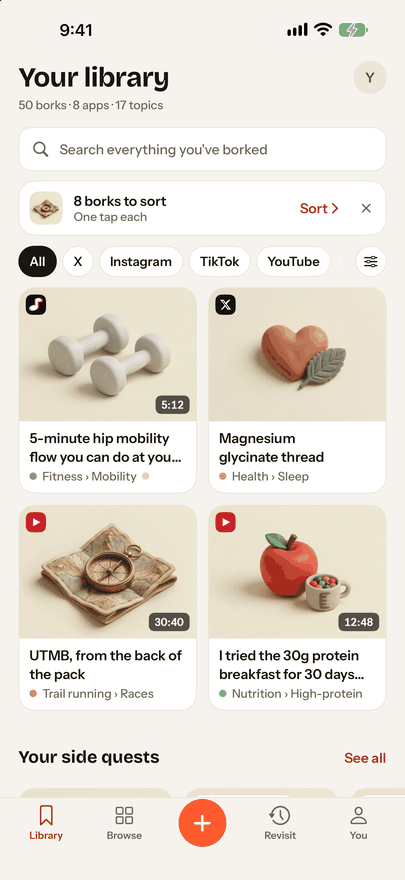 9:41
Your library
Y
50 borks · 8 apps · 17 topics
Search everything you've borked
8 borks to sort
One tap each
Sort
All
X
Instagram
TikTok
YouTube
5:12
5-minute hip mobility
flow you can do at you...
Fitness › Mobility
Magnesium
glycinate thread
Health › Sleep
30:40
UTMB, from the back of
the pack
Trail running › Races
12:48
I tried the 30g protein
breakfast for 30 days...
Nutrition › High-protein
Your side quests
See all
Library
Browse
Revisit
You